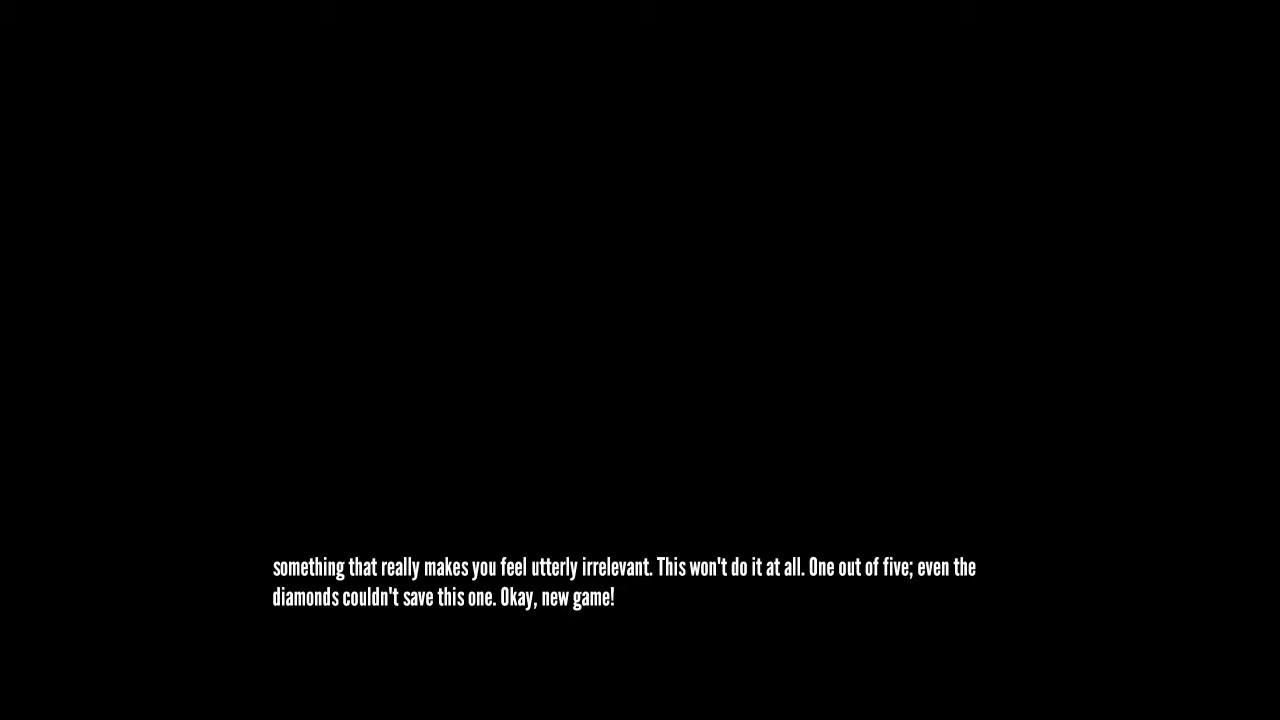 something that really makes you feel utterly irrelevant. This won't do it at all. One out of five; even the
diamonds couldn't save this one. Okay, new game!